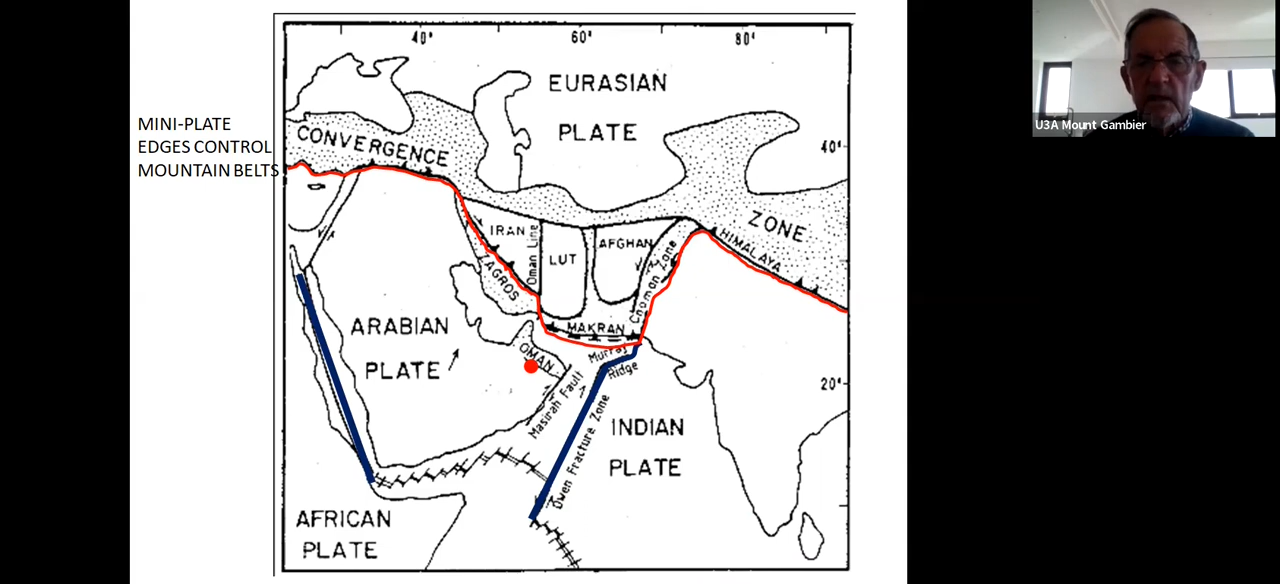 MINI-PLATE
EDGES CONTROL
MOUNTAIN BELTS
40°
60°
80°
EURASIAN
PLATE
CONVERGENCE
40°
ZONE
HIMALAYA
IRAN
Oman Line
LUT
AFGHAN
Chaman Zone
ZAGROS
MAKRAN
ARABIAN
PLATE
OMAN
Murray
Ridge
Masirah Fault
20°
Owen Fracture Zone
INDIAN
PLATE
AFRICAN
PLATE
U3A Mount Gambier